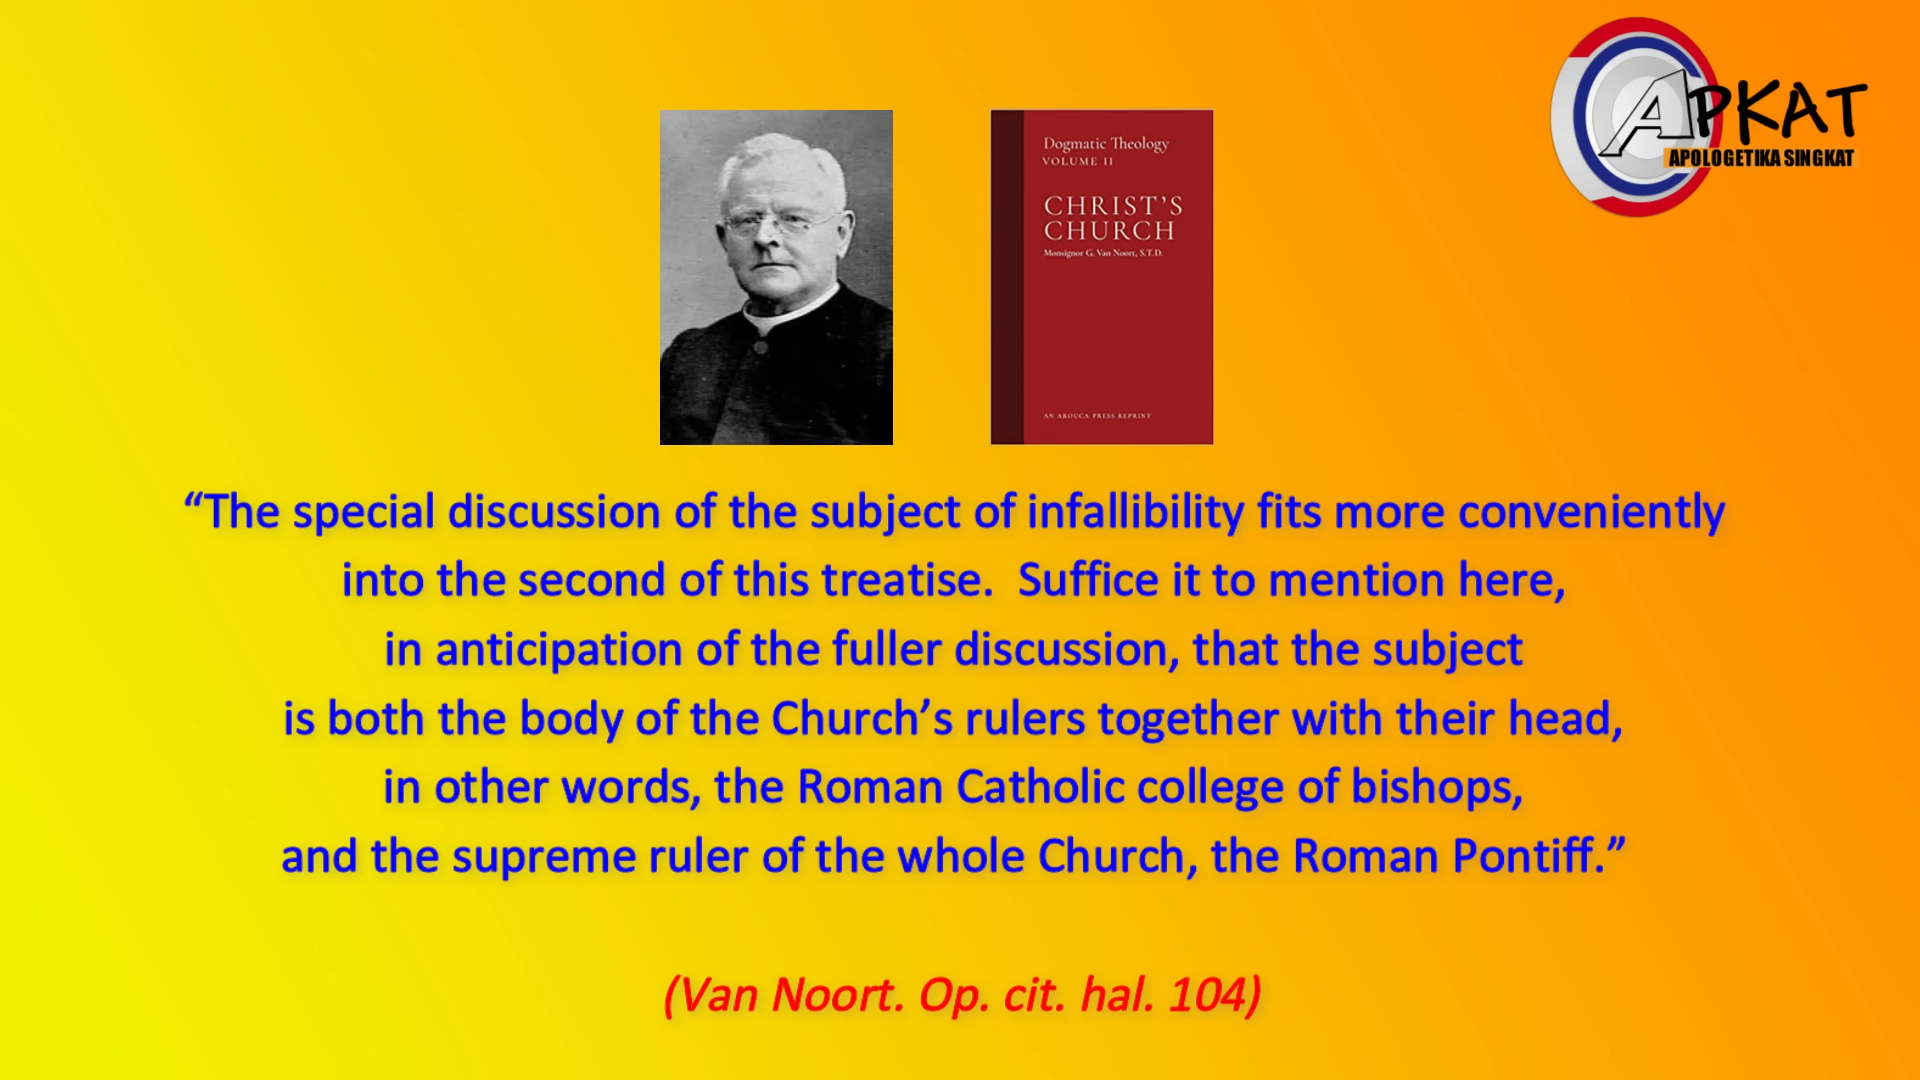 APKAT
APOLOGETIKA SINGKAT
Dogmatic Theology
VOLUME II
CHRIST'S
CHURCH
Monsignor G. Van Noort, S.T.D.
AN AROUCA PRESS REPRINT
“The special discussion of the subject of infallibility fits more conveniently
into the second of this treatise.  Suffice it to mention here,
in anticipation of the fuller discussion, that the subject
is both the body of the Church’s rulers together with their head,
in other words, the Roman Catholic college of bishops,
and the supreme ruler of the whole Church, the Roman Pontiff.”
(Van Noort. Op. cit. hal. 104)